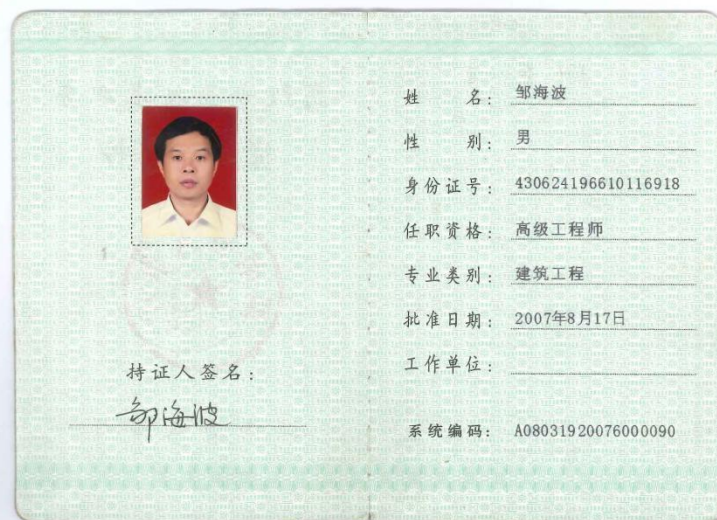 持证人签名：
邹海波
姓名： 邹海波
性别： 男
身份证号： 430624196610116918
任职资格： 高级工程师
专业类别： 建筑工程
批准日期： 2007年8月17日
工作单位：
系统编码： A08031920076000090